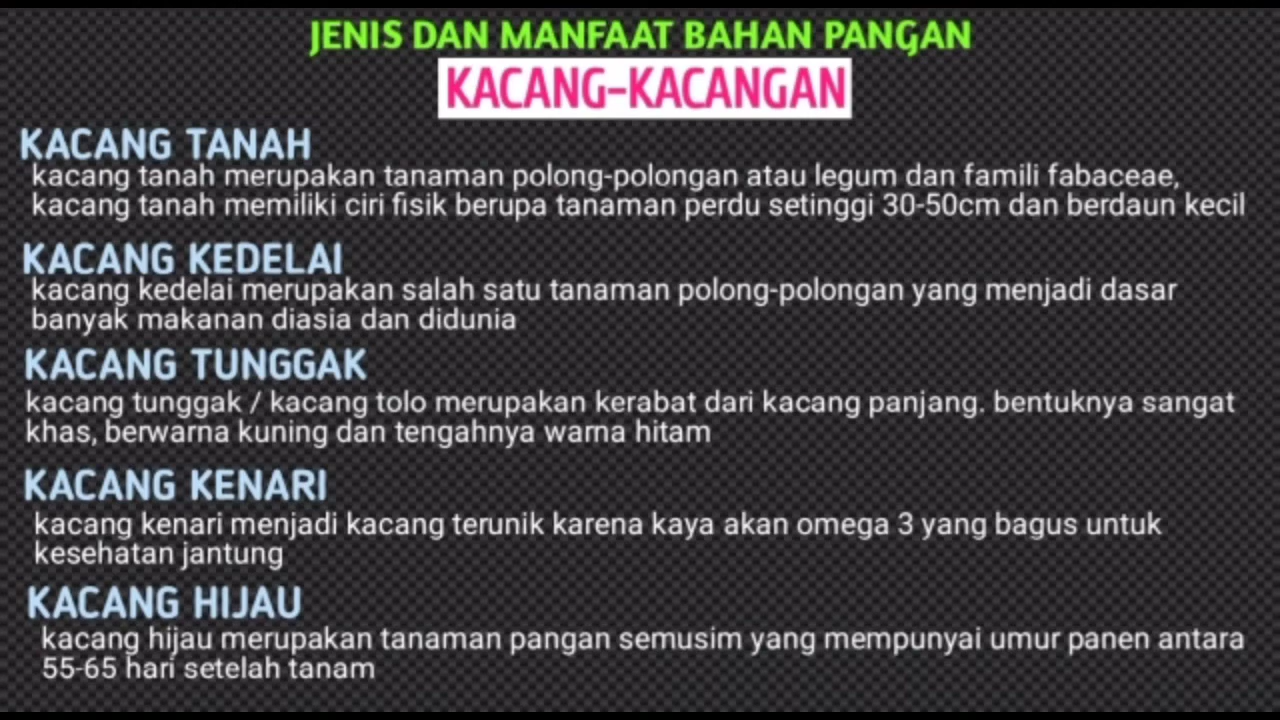 JENIS DAN MANFAAT BAHAN PANGAN
KACANG-KACANGAN
KACANG TANAH
kacang tanah merupakan tanaman polong-polongan atau legum dan famili fabaceae,
kacang tanah memiliki ciri fisik berupa tanaman perdu setinggi 30-50cm dan berdaun kecil
KACANG KEDELAI
kacang kedelai merupakan salah satu tanaman polong-polongan yang menjadi dasar
banyak makanan diasia dan didunia
KACANG TUNGGAK
kacang tunggak / kacang tolo merupakan kerabat dari kacang panjang. bentuknya sangat
khas, berwarna kuning dan tengahnya warna hitam
KACANG KENARI
kacang kenari menjadi kacang terunik karena kaya akan omega 3 yang bagus untuk
kesehatan jantung
KACANG HIJAU
kacang hijau merupakan tanaman pangan semusim yang mempunyai umur panen antara
55-65 hari setelah tanam